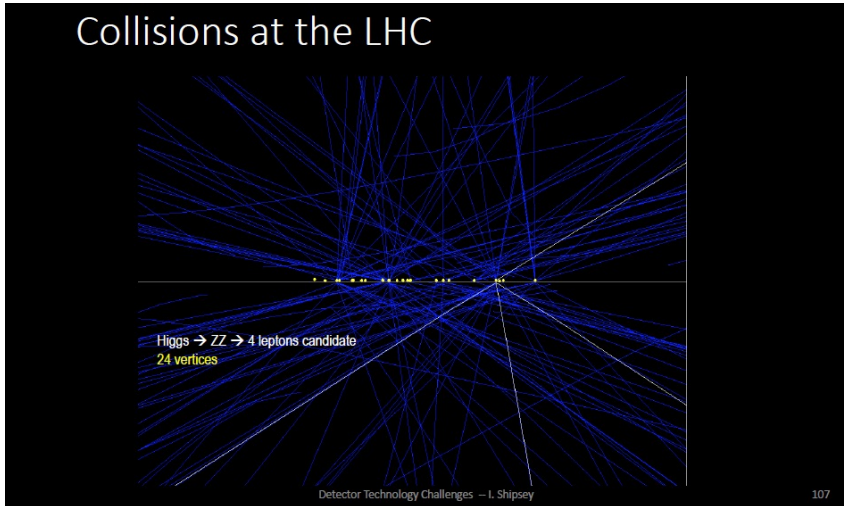 Collisions at the LHC
Higgs → ZZ → 4 leptons candidate
24 vertices
Detector Technology Challenges -- I. Shipsey
107